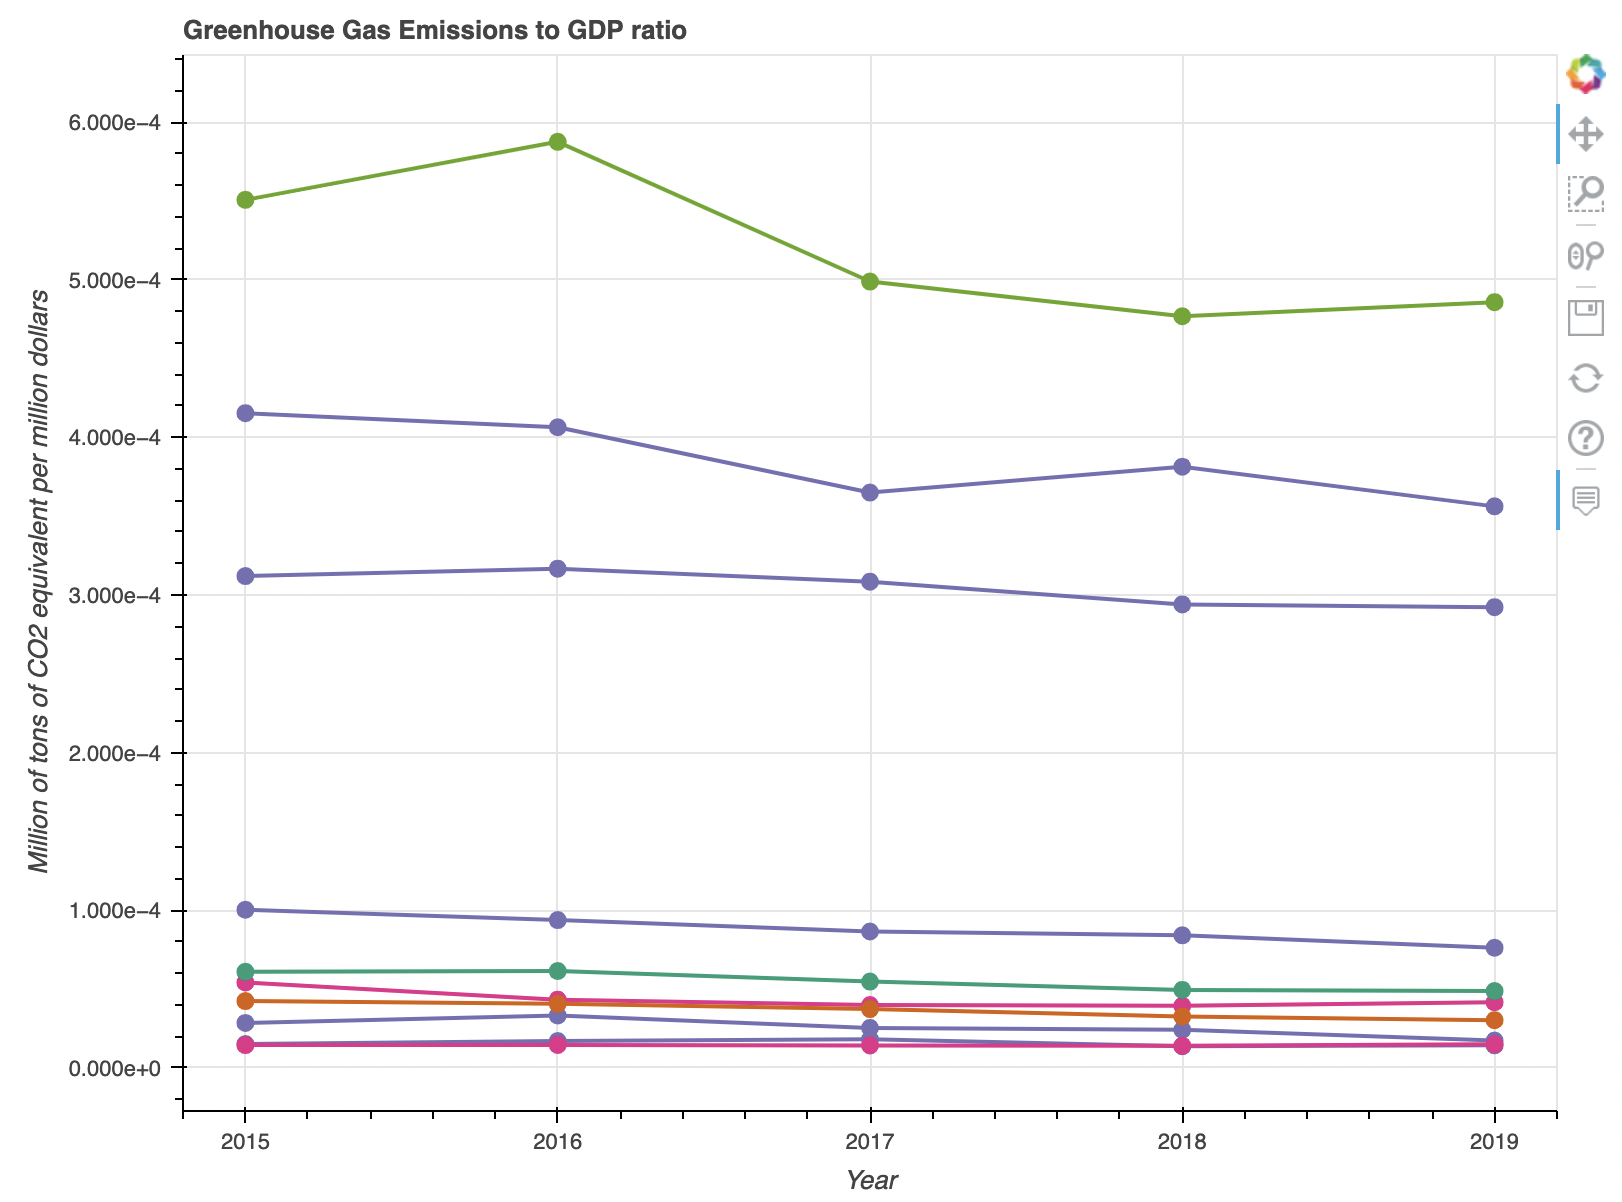 Greenhouse Gas Emissions to GDP ratio
6.000e−4
5.000e−4
4.000e−4
3.000e−4
2.000e−4
1.000e−4
0.000e+0
Million of tons of CO2 equivalent per million dollars
2015 2016 2017 2018 2019
Year